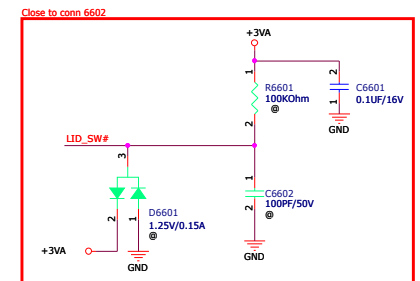 Close to conn 6602
+3VA
1
2
R6601
100KOhm
@
2
C6601
0.1UF/16V
1
GND
LID_SW#
3
1
C6602
100PF/50V
2
@
D6601
1.25V/0.15A
@
2
1
+3VA
GND
GND